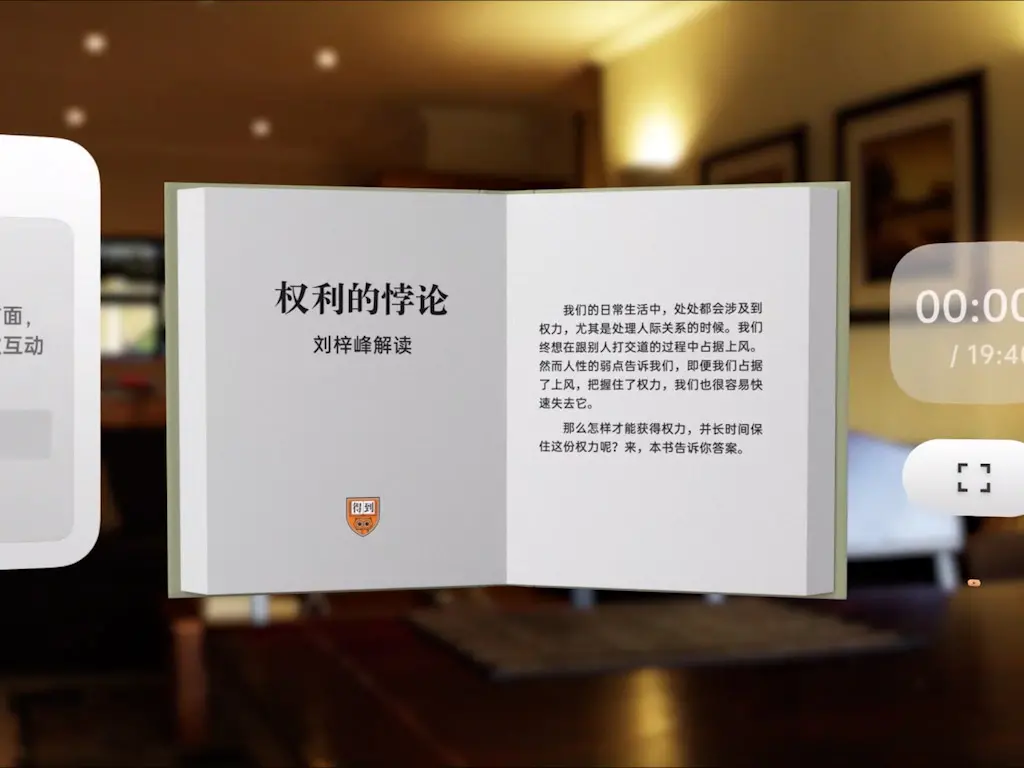 面，
互动
权利的悖论
刘梓峰解读
得到
我们的日常生活中，处处都会涉及到
权力，尤其是处理人际关系的时候。我们
终想在跟别人打交道的过程中占据上风。
然而人性的弱点告诉我们，即便我们占据
了上风，把握住了权力，我们也很容易快
速失去它。
那么怎样才能获得权力，并长时间保
住这份权力呢？来，本书告诉你答案。
00:00
/ 19:40